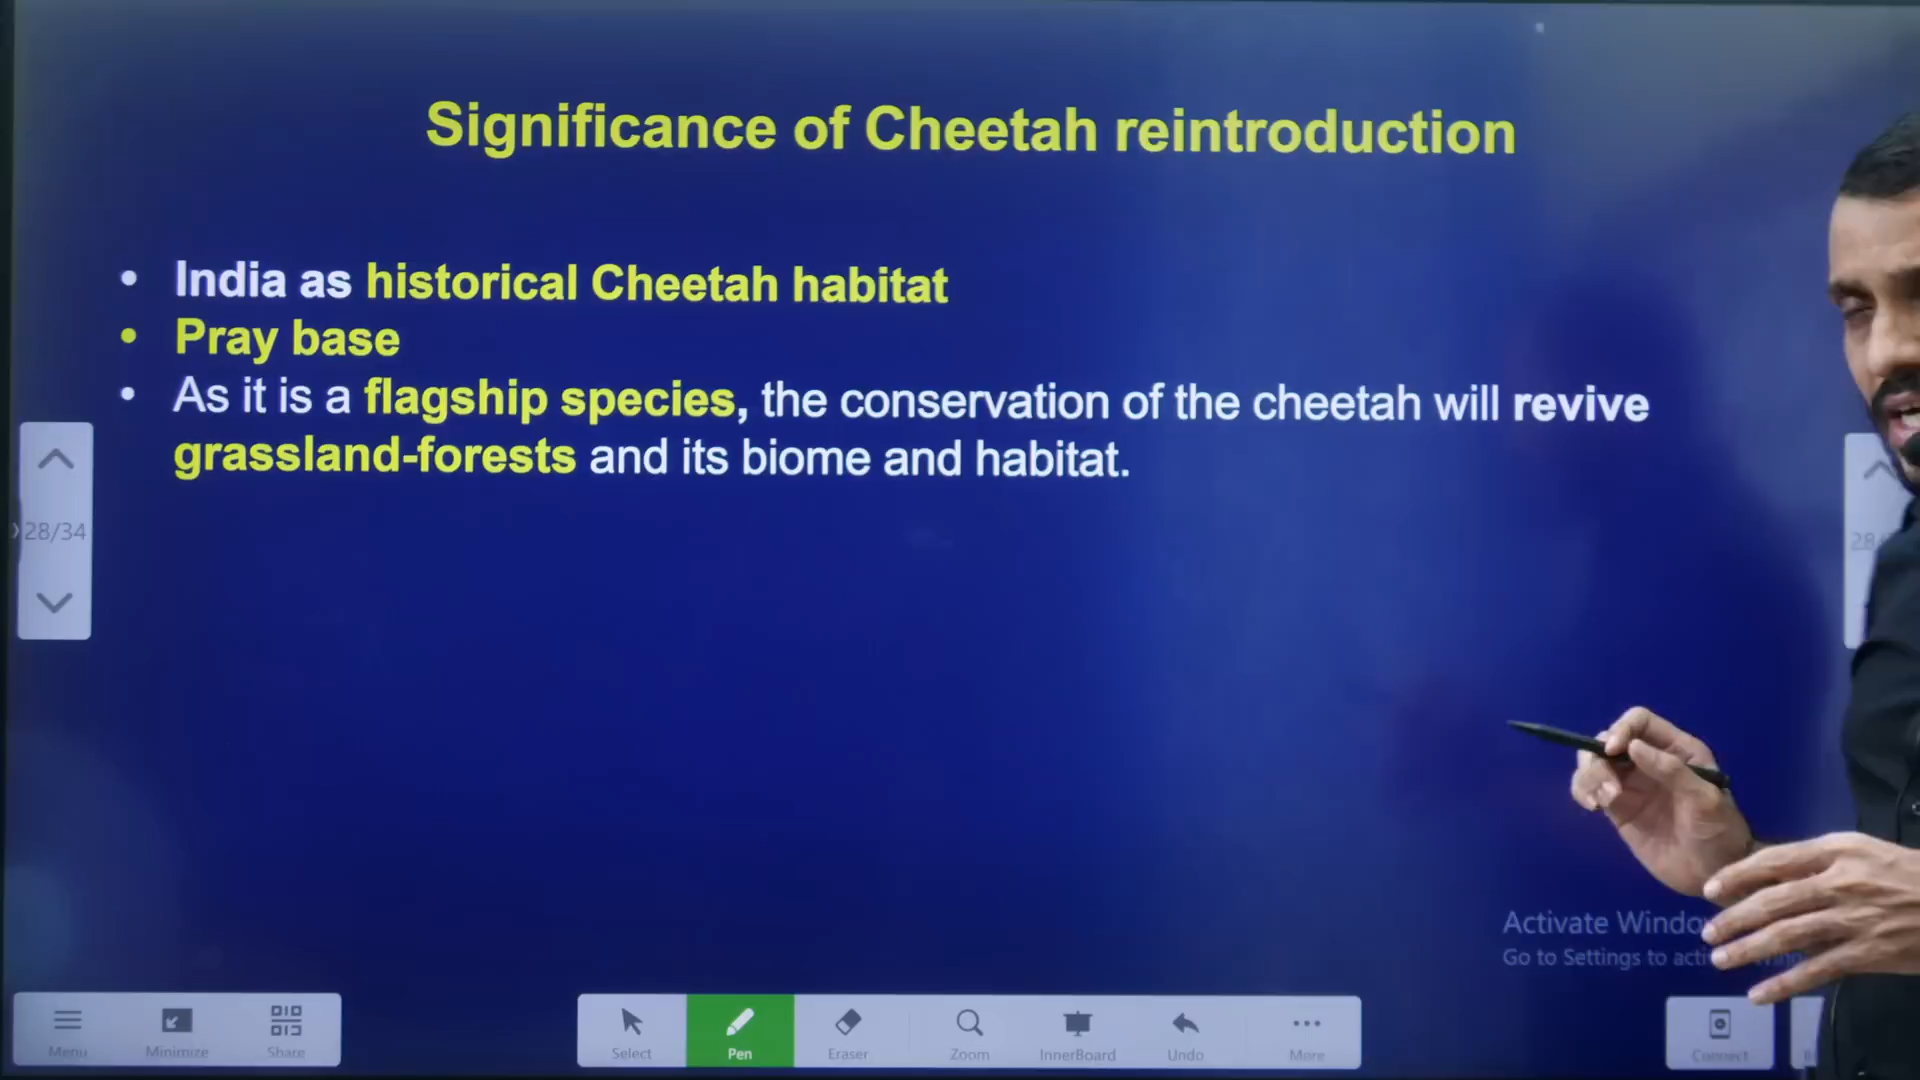 Significance of Cheetah reintroduction
• India as historical Cheetah habitat
• Pray base
• As it is a flagship species, the conservation of the cheetah will revive
grassland-forests and its biome and habitat.
28/34
28
Activate Windo
Go to Settings to acti
Menu
Minimize
Share
Select
Pen
Eraser
Zoom
InnerBoard
Undo
More
Connect